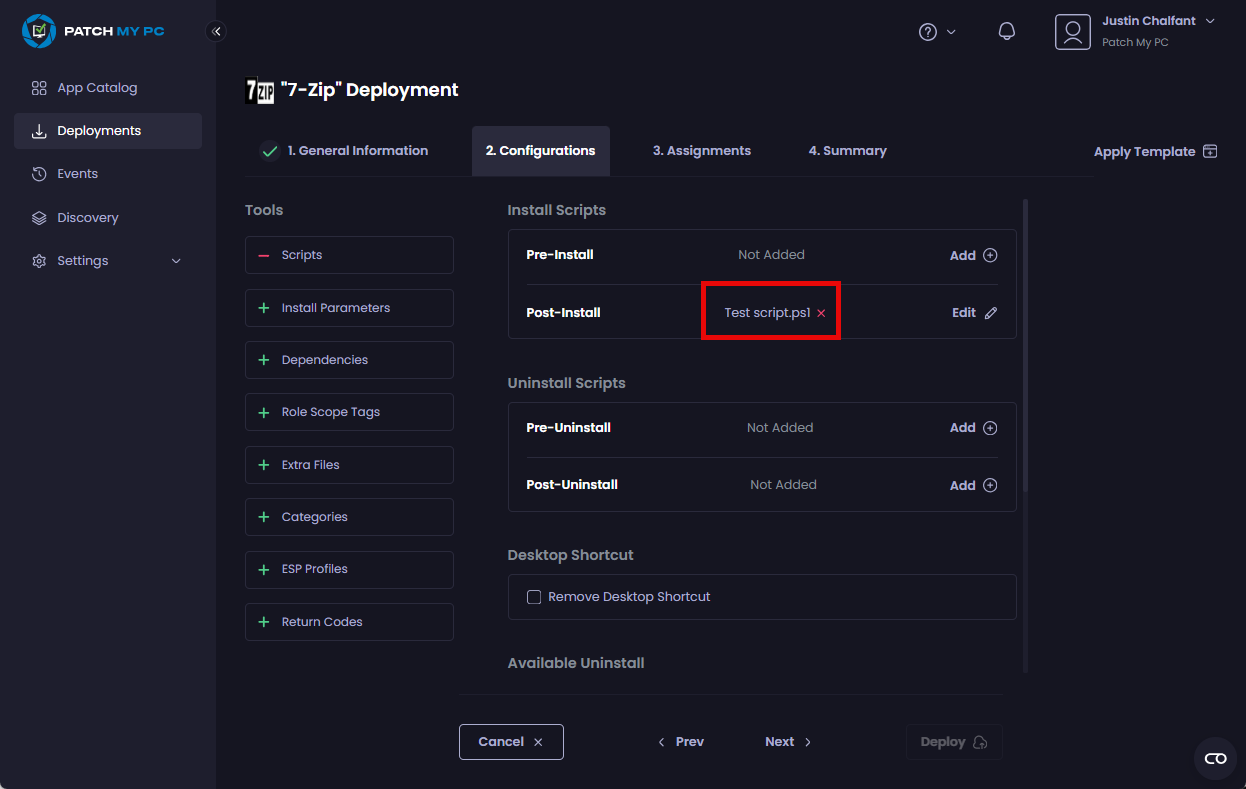 PATCH MY PC
Justin Chalfant
Patch My PC
App Catalog
Deployments
Events
Discovery
Settings
7ZIP "7-Zip" Deployment
1. General Information
2. Configurations
3. Assignments
4. Summary
Apply Template
Tools
Scripts
Install Parameters
Dependencies
Role Scope Tags
Extra Files
Categories
ESP Profiles
Return Codes
Install Scripts
Pre-Install Not Added Add
Post-Install Test script.ps1 Edit
Uninstall Scripts
Pre-Uninstall Not Added Add
Post-Uninstall Not Added Add
Desktop Shortcut
Remove Desktop Shortcut
Available Uninstall
Cancel
Prev
Next
Deploy